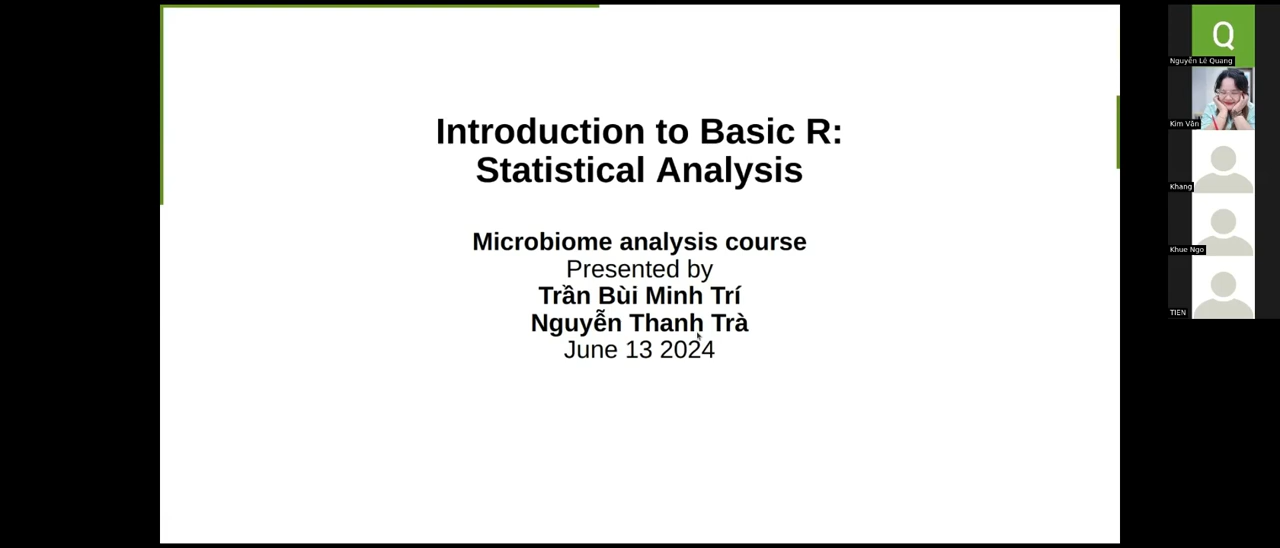 Introduction to Basic R:
Statistical Analysis
Microbiome analysis course
Presented by
Trần Bùi Minh Trí
Nguyễn Thanh Trà
June 13 2024
Q
Nguyễn Lê Quang
Kim Vân
Khang
Khue Ngo
TIEN